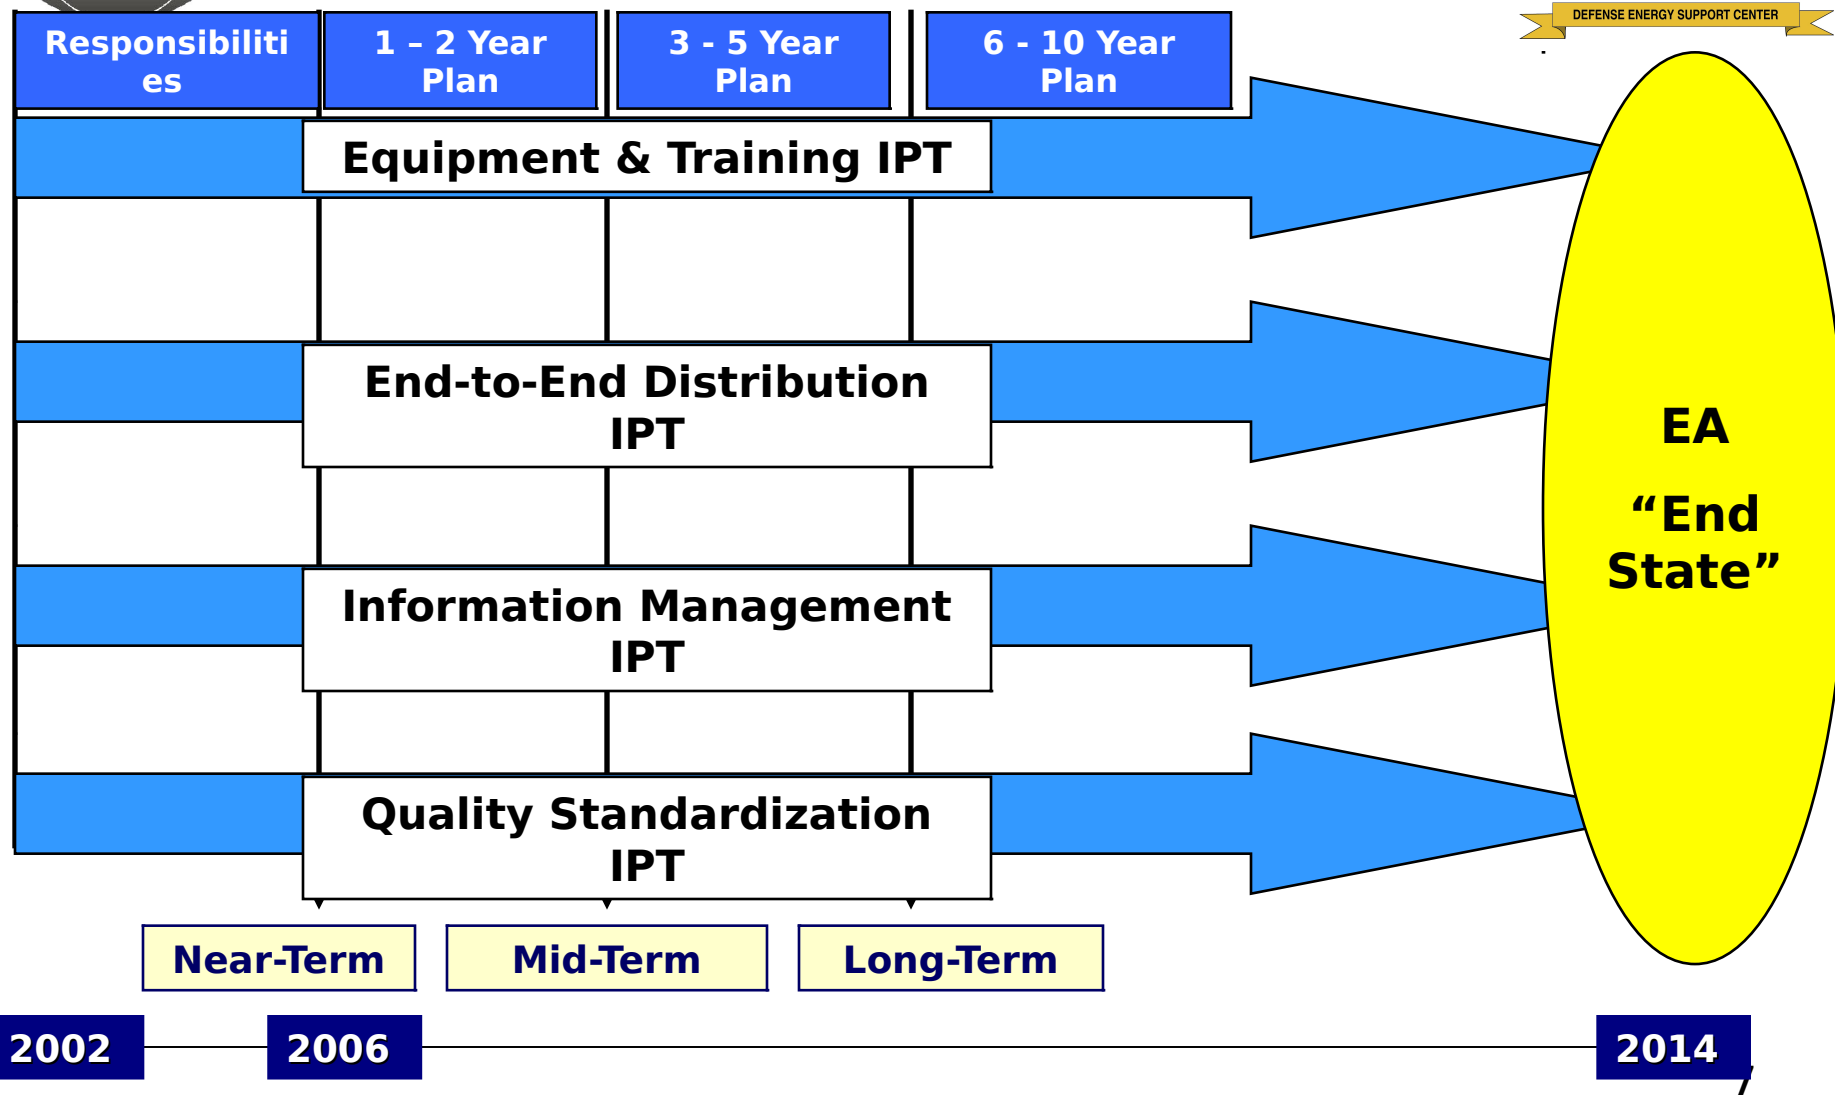 DEFENSE ENERGY SUPPORT CENTER
Responsibiliti
es
1 – 2 Year
Plan
3 - 5 Year
Plan
6 - 10 Year
Plan
Equipment & Training IPT
End-to-End Distribution
IPT
Information Management
IPT
Quality Standardization
IPT
EA
“End
State”
Near-Term
Mid-Term
Long-Term
2002
2006
2014